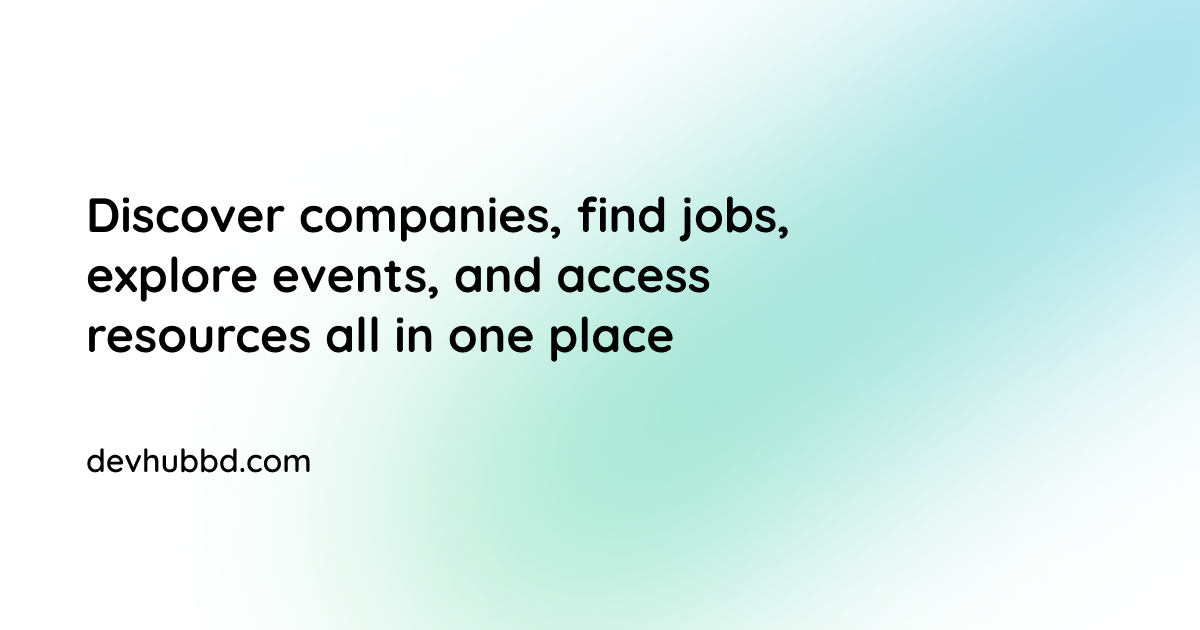 Discover companies, find jobs,
explore events, and access
resources all in one place
devhubbd.com